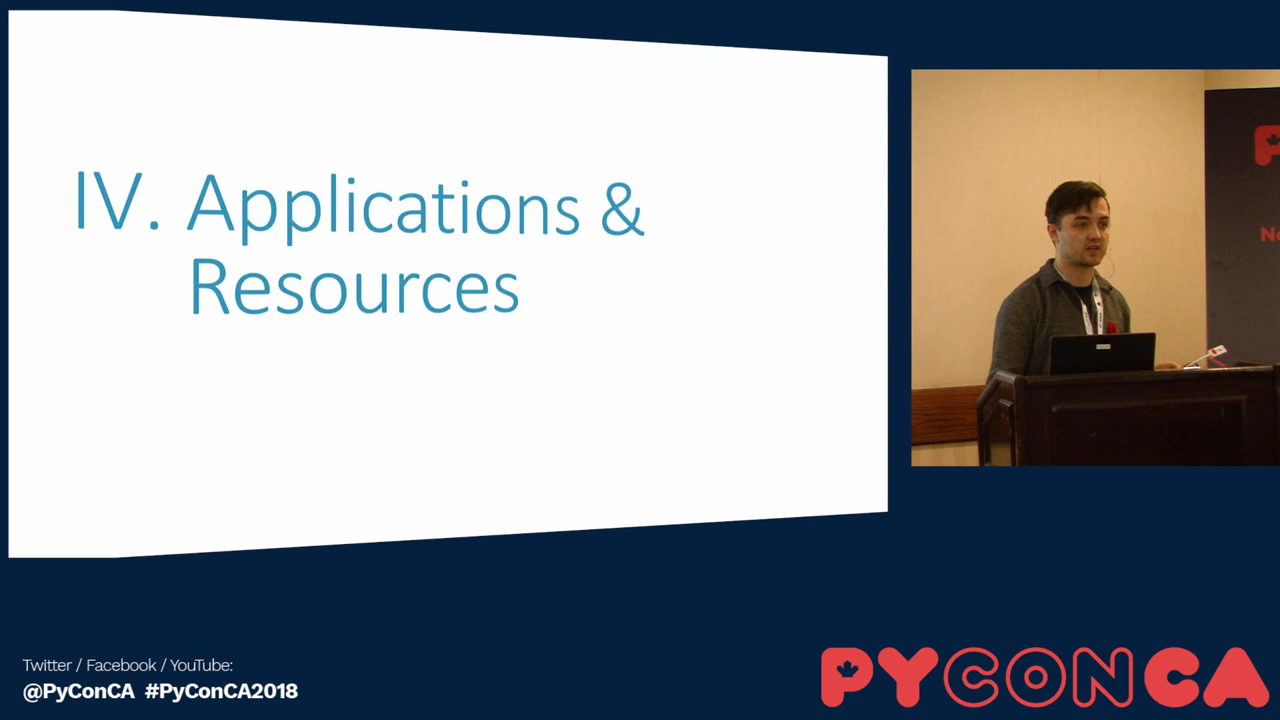 IV. Applications &
Resources
Twitter / Facebook / YouTube:
@PyConCA #PyConCA2018
PYCONCA